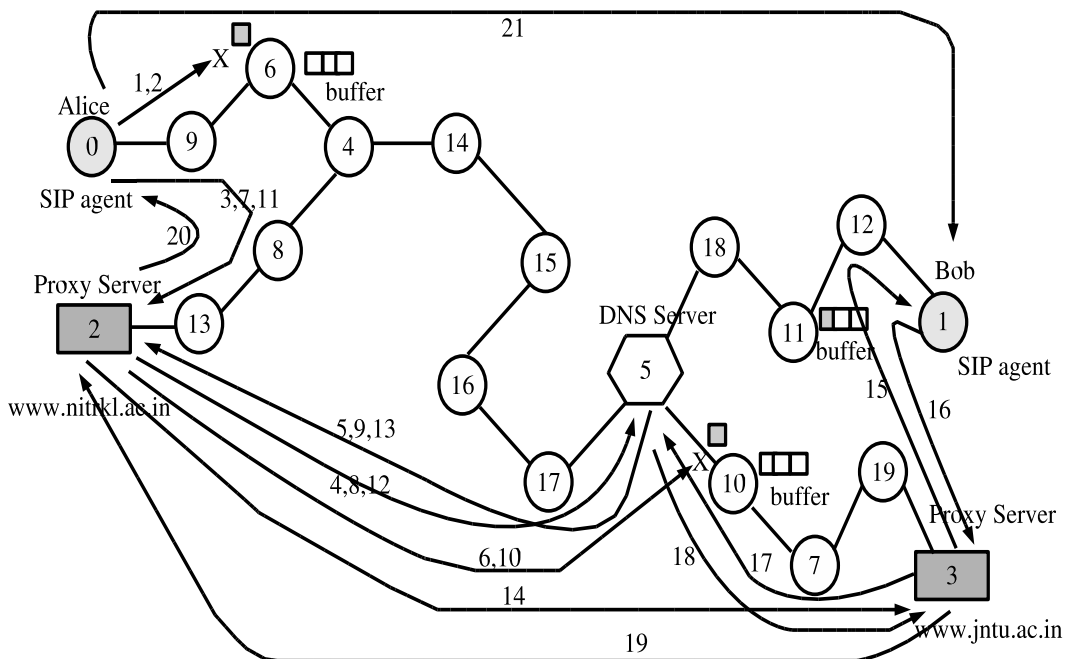 21
X
6
buffer
1,2
Alice
0
9
4
14
SIP agent
3,7,11
20
8
15
18
12
Bob
Proxy Server
2
13
DNS Server
5
11
buffer
1
SIP agent
www.nitrkl.ac.in
16
15
16
5,9,13
4,8,12
17
X
10
buffer
19
Proxy Server
6,10
18
17
7
3
14
www.jntu.ac.in
19